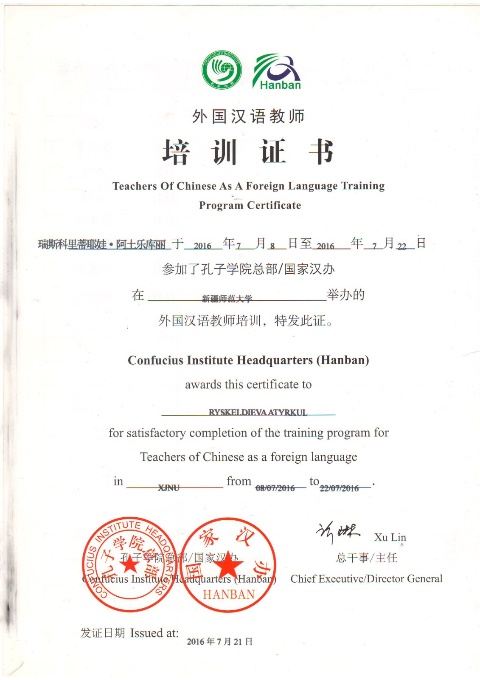 Hanban
外国汉语教师
培训证书
Teachers Of Chinese As A Foreign Language Training
Program Certificate
瑞斯科里蒂耶娃·阿土乐库丽 于 2016 年 7 月 8 日至 2016 年 7 月 22 日
参加了孔子学院总部/国家汉办
在 新疆师范大学 举办的
外国汉语教师培训，特发此证。
Confucius Institute Headquarters (Hanban)
awards this certificate to
RYSKELDIEVA ATYRKUL
for satisfactory completion of the training program for
Teachers of Chinese as a foreign language
in XJNU from 08/07/2016 to 22/07/2016 .
CONFUCIUS INSTITUTE HEADQUARTERS
孔子学院总部
国家汉办
HANBAN
Xu Lin
孔子学院总部/国家汉办
总干事/主任
Confucius Institute Headquarters (Hanban)
Chief Executive/Director General
发证日期 Issued at: 2016 年 7 月 21 日